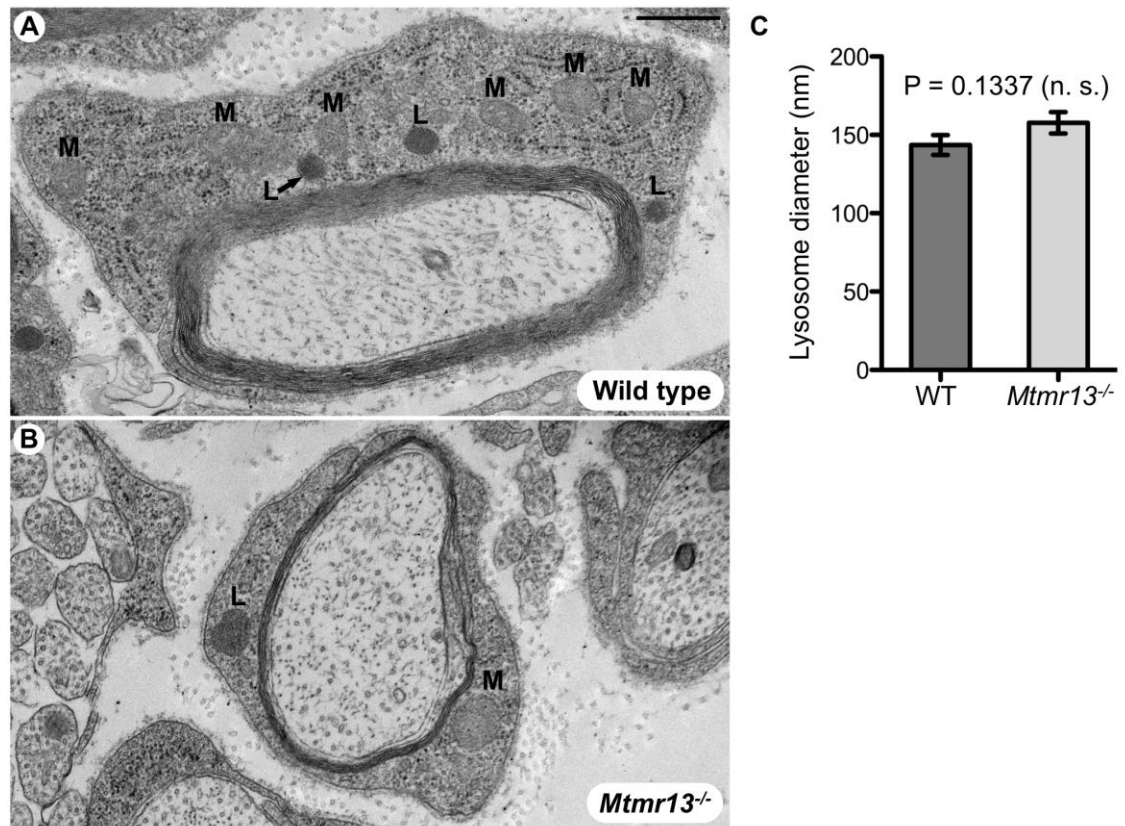 A
M
M
M
M
M
M
L
L
L
Wild type
B
L
M
Mtmr13-/-
C
P = 0.1337 (n. s.)
Lysosome diameter (nm)
200
150
100
50
0
WT
Mtmr13-/-